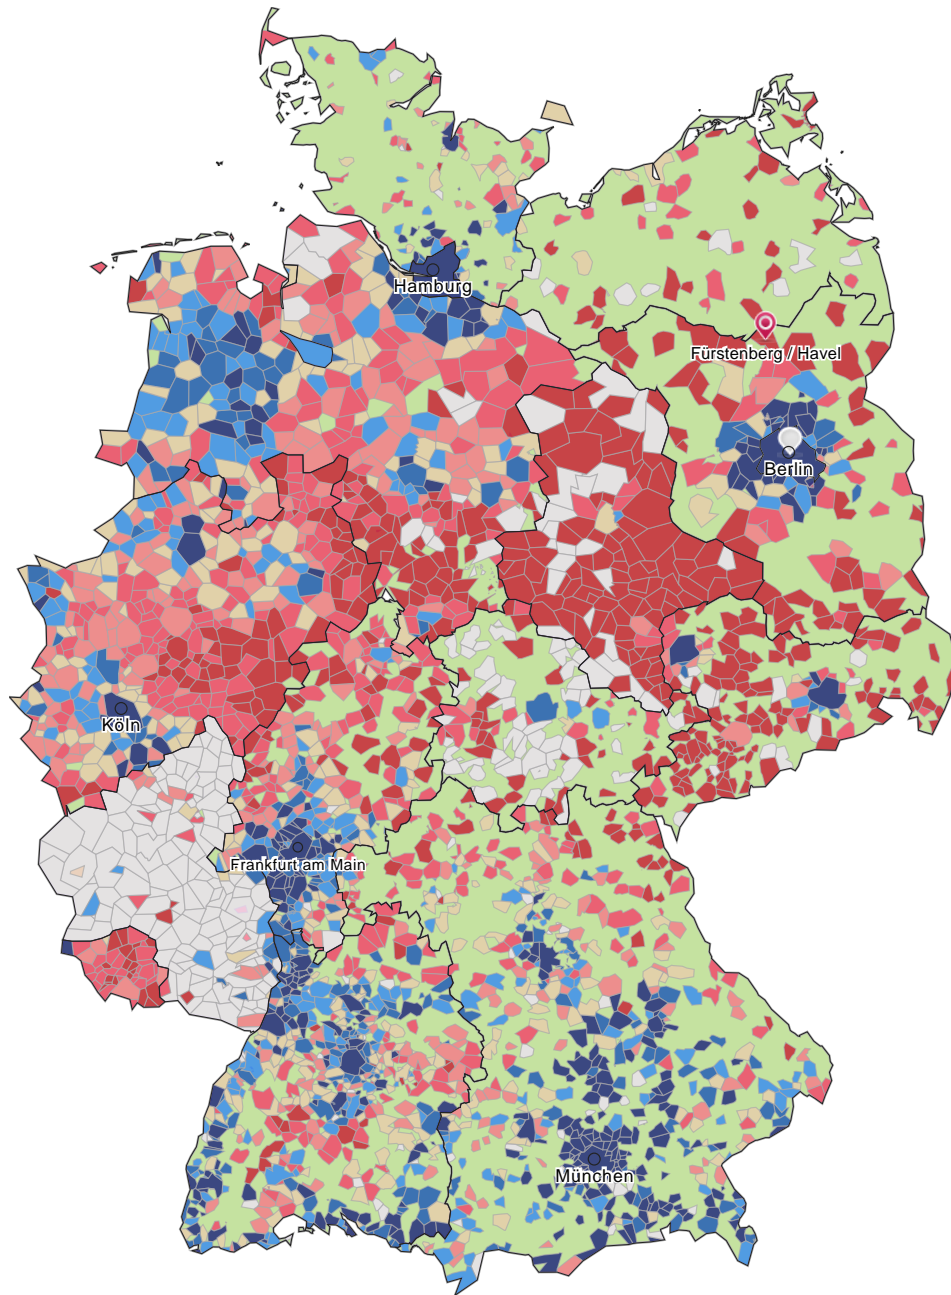 Hamburg
Fürstenberg / Havel
Berlin
Köln
Frankfurt am Main
München